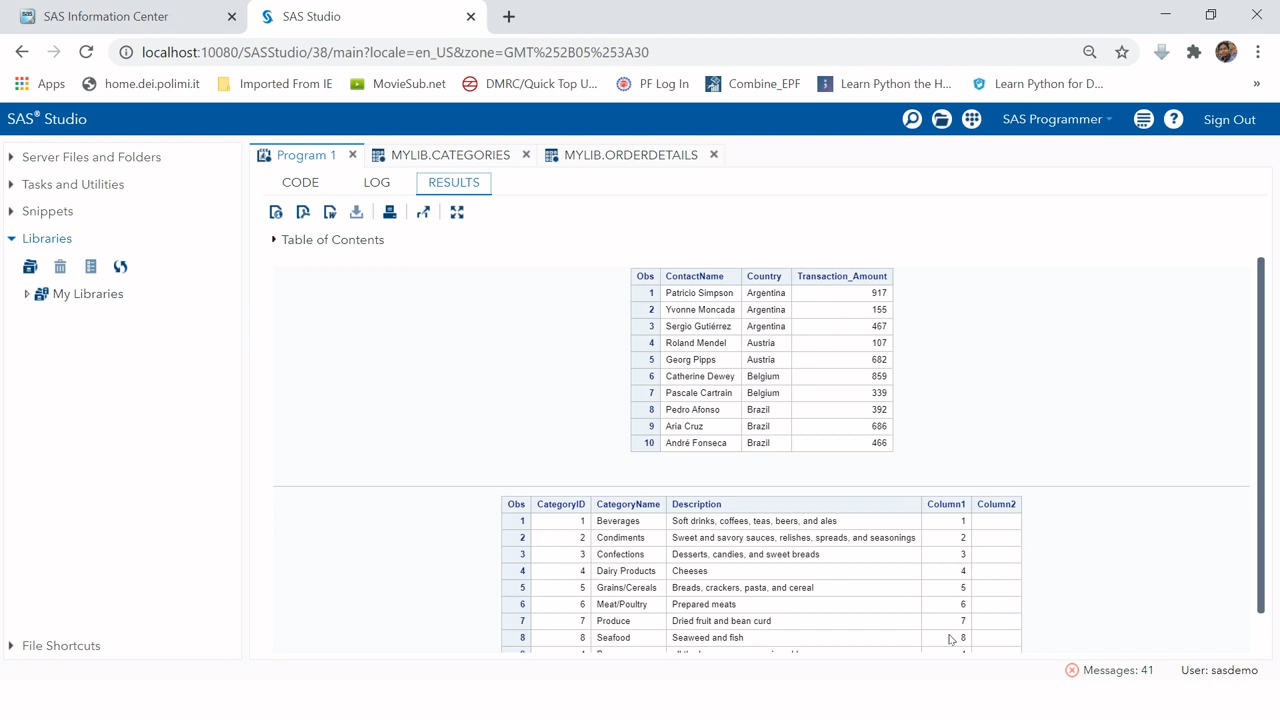 SAS Information Center
SAS Studio
localhost:10080/SASStudio/38/main?locale=en_US&zone=GMT%252B05%253A30
Apps home.dei.polimi.it Imported From IE MovieSub.net DMRC/Quick Top U... PF Log In Combine_EPF Learn Python the H... Learn Python for D... »
SAS® Studio
SAS Programmer
Sign Out
Server Files and Folders
Tasks and Utilities
Snippets
Libraries
My Libraries
File Shortcuts
Program 1 MYLIB.CATEGORIES MYLIB.ORDERDETAILS
CODE LOG RESULTS
Table of Contents
Obs ContactName Country Transaction_Amount
1 Patricio Simpson Argentina 917
2 Yvonne Moncada Argentina 155
3 Sergio Gutiérrez Argentina 467
4 Roland Mendel Austria 107
5 Georg Pipps Austria 682
6 Catherine Dewey Belgium 859
7 Pascale Cartrain Belgium 339
8 Pedro Afonso Brazil 392
9 Aria Cruz Brazil 686
10 André Fonseca Brazil 466
Obs CategoryID CategoryName Description Column1 Column2
1 1 Beverages Soft drinks, coffees, teas, beers, and ales 1
2 2 Condiments Sweet and savory sauces, relishes, spreads, and seasonings 2
3 3 Confections Desserts, candies, and sweet breads 3
4 4 Dairy Products Cheeses 4
5 5 Grains/Cereals Breads, crackers, pasta, and cereal 5
6 6 Meat/Poultry Prepared meats 6
7 7 Produce Dried fruit and bean curd 7
8 8 Seafood Seaweed and fish 8
Messages: 41 User: sasdemo